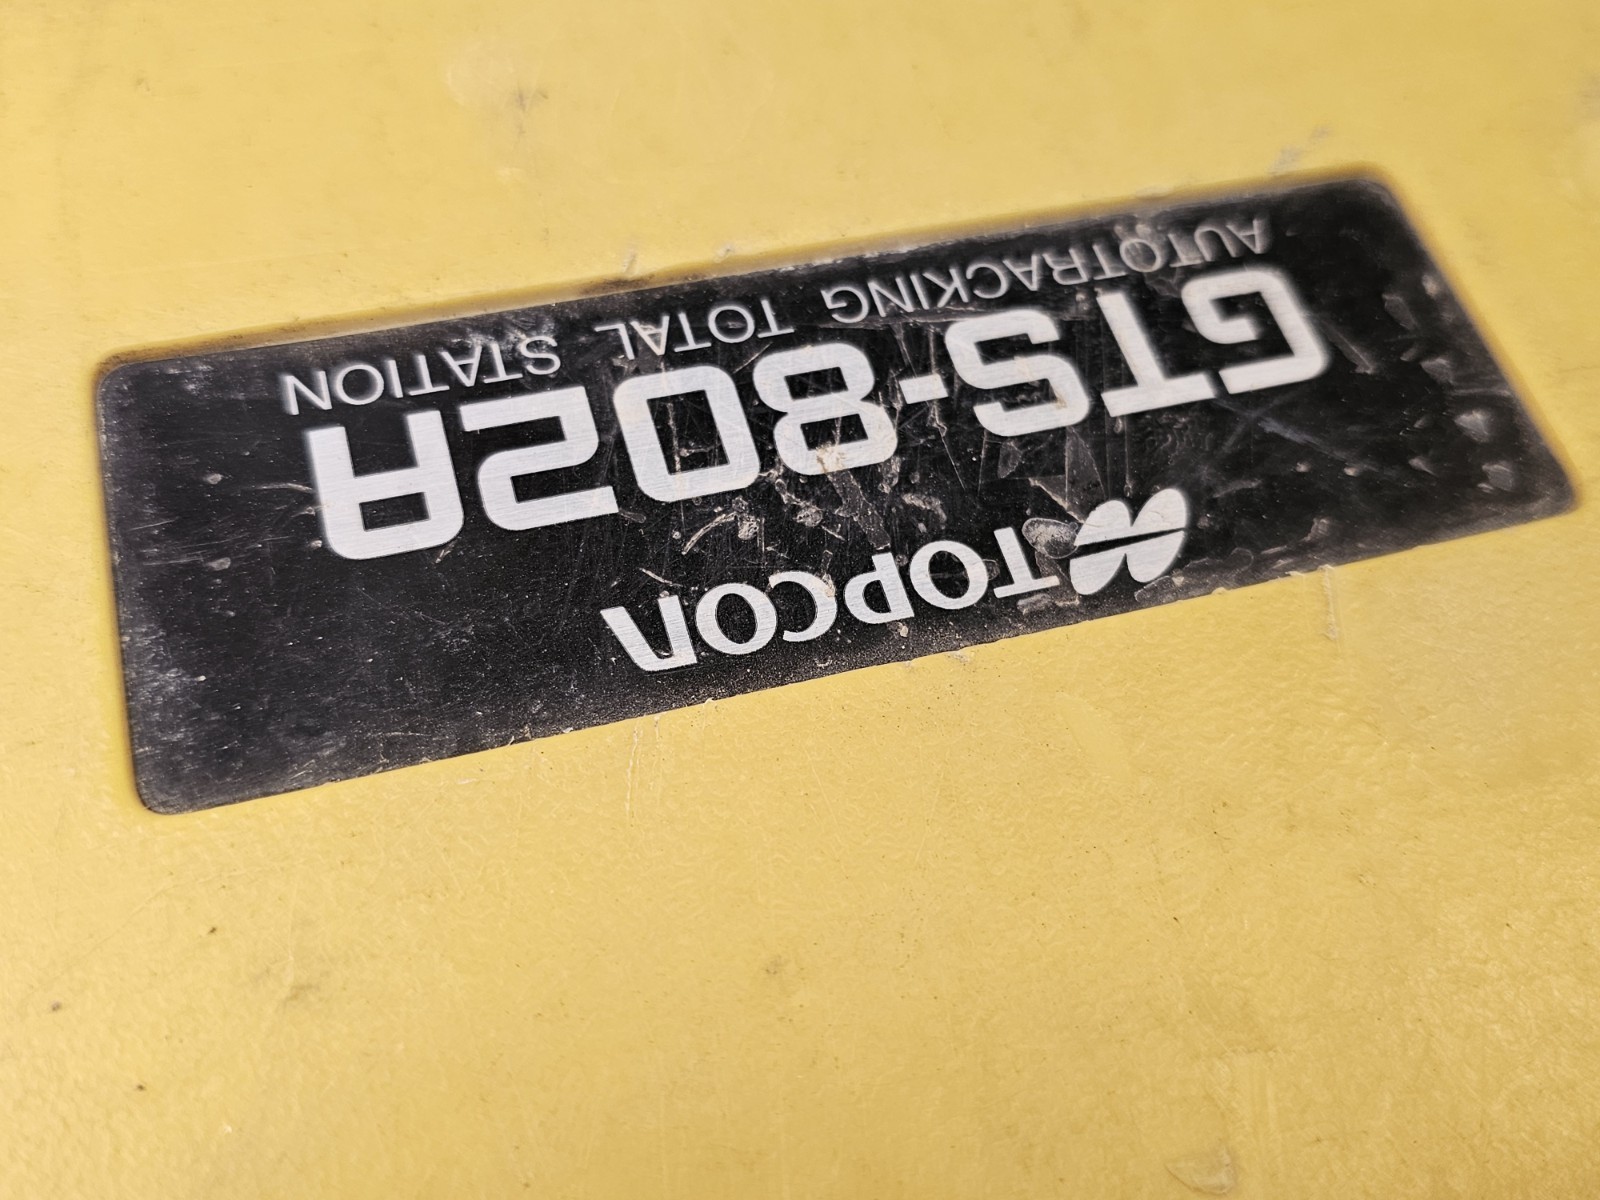 TOPCON
GTS-802A
AUTOTRACKING TOTAL STATION